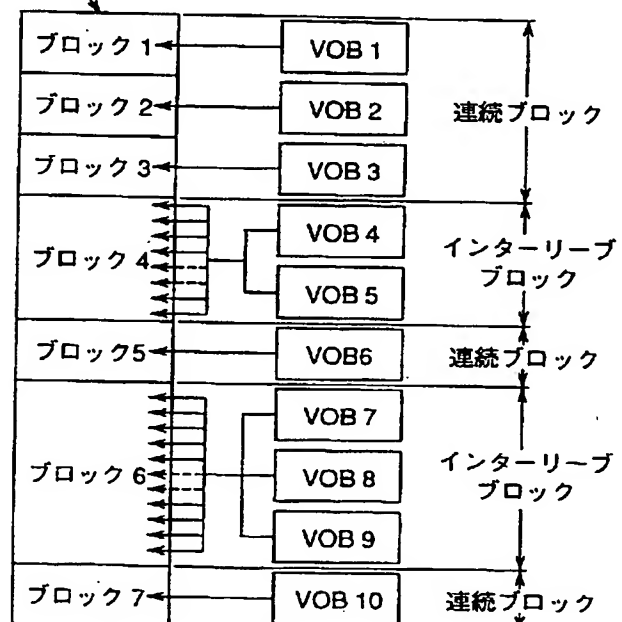 ブロック 1
VOB 1
ブロック 2
VOB 2
連続ブロック
ブロック 3
VOB 3
ブロック 4
VOB 4
インターリーブ
ブロック
VOB 5
ブロック5
VOB6
連続ブロック
ブロック 6
VOB 7
VOB 8
インターリーブ
ブロック
VOB 9
ブロック 7
VOB 10
連続ブロック